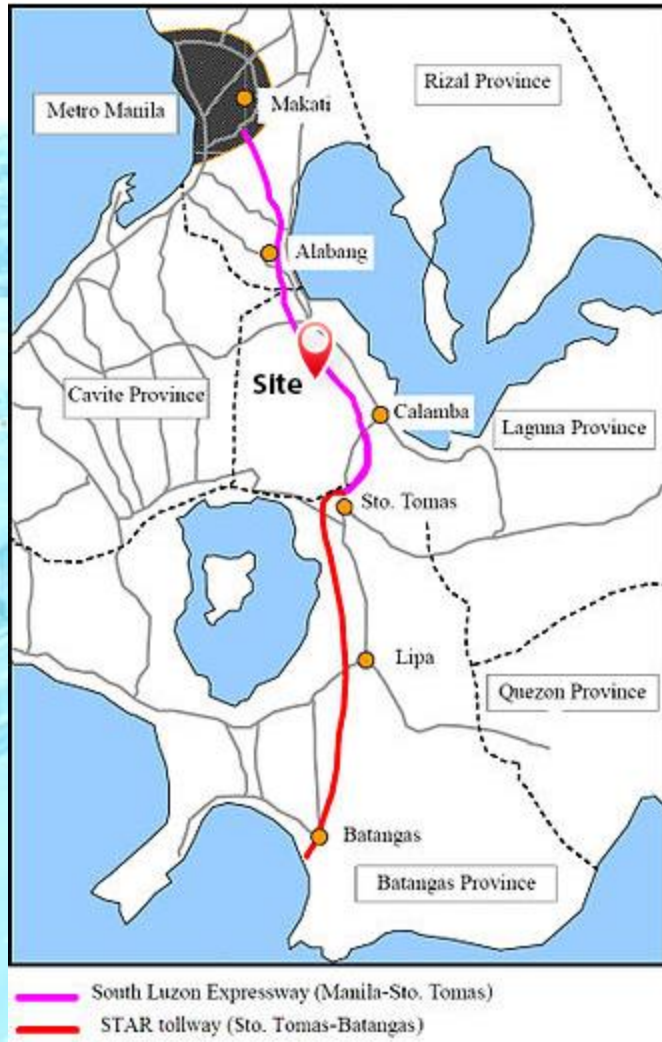 Rizal Province
Metro Manila
Makati
Alabang
Site
Cavite Province
Calamba
Laguna Province
Sto. Tomas
Lipa
Quezon Province
Batangas
Batangas Province
South Luzon Expressway (Manila-Sto. Tomas)
STAR tollway (Sto. Tomas-Batangas)